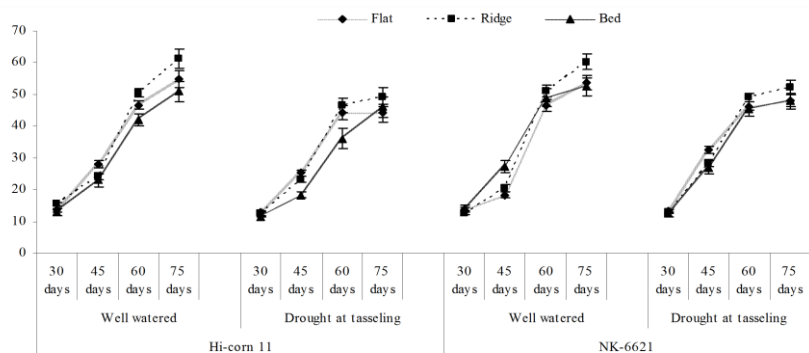 Flat Ridge Bed
70
60
50
40
30
20
10
0
30 45 60 75 30 45 60 75 30 45 60 75 30 45 60 75
days days days days days days days days days days days days days days days days
Well watered Drought at tasseling Well watered Drought at tasseling
Hi-corn 11 NK-6621